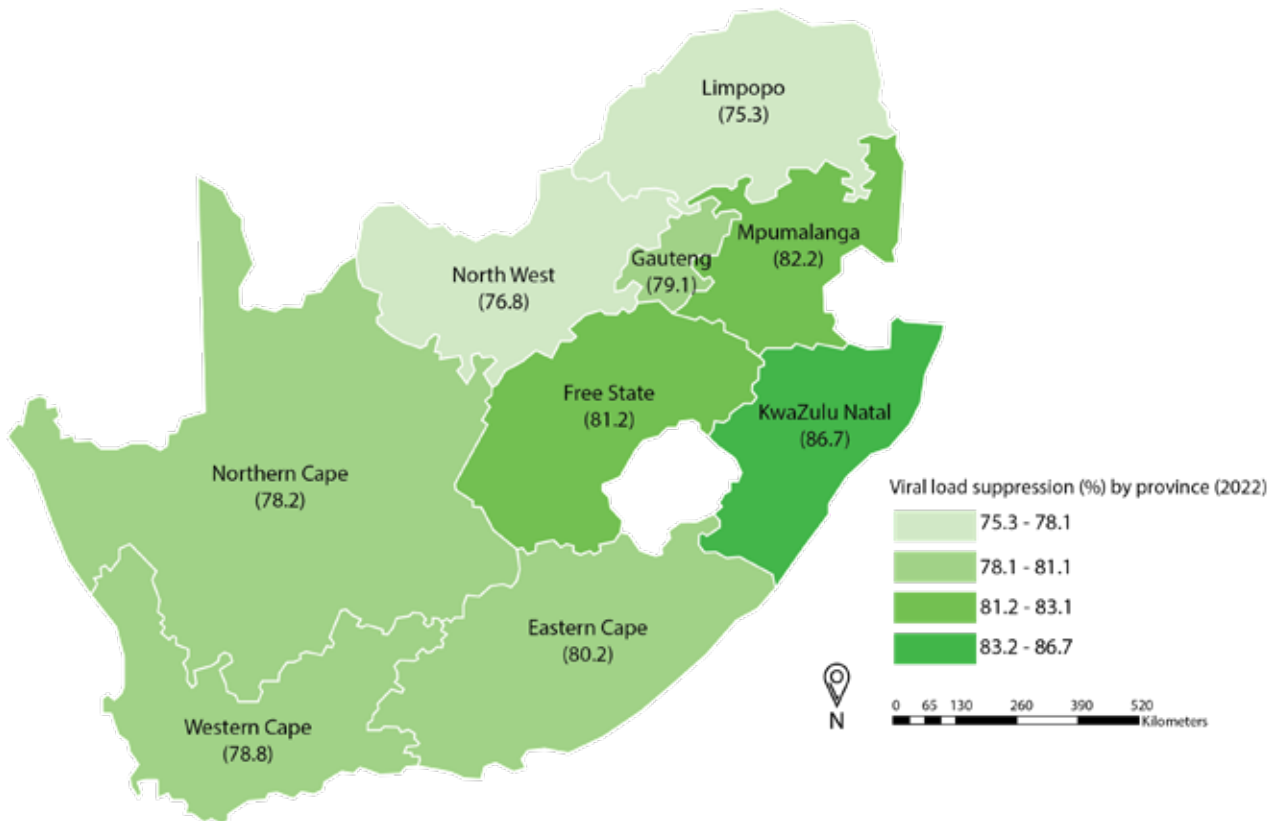 Limpopo
(75.3)
Mpumalanga
(82.2)
Gauteng
(79.1)
North West
(76.8)
Free State
(81.2)
KwaZulu Natal
(86.7)
Northern Cape
(78.2)
Eastern Cape
(80.2)
Western Cape
(78.8)
Viral load suppression (%) by province (2022)
75.3 - 78.1
78.1 - 81.1
81.2 - 83.1
83.2 - 86.7
N
0 65 130 260 390 520
Kilometers